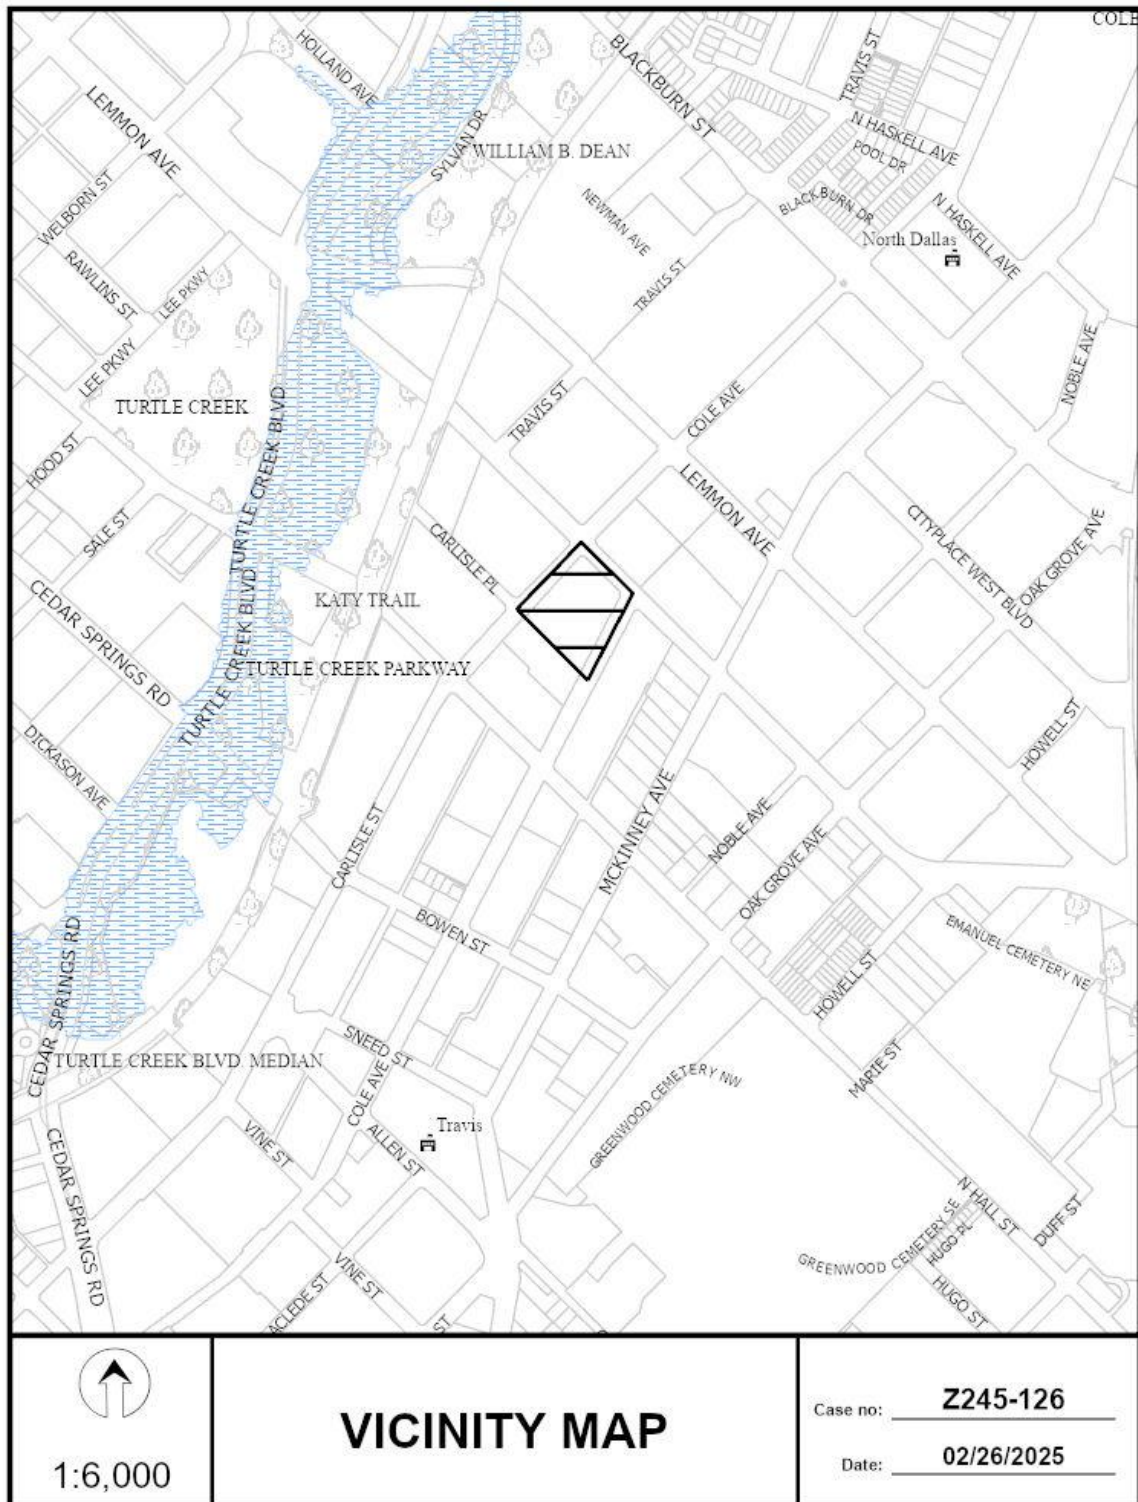 COLE
HOLLAND AVE
BLACKBURN ST
TRAVIS ST
LEMMON AVE
SYLVAN DR
WILLIAM B. DEAN
N HASKELL AVE
POOL DR
WELBORN ST
NEWMAN AVE
BLACKBURN DR
N HASKELL AVE
North Dallas
RAWLINS ST
LEE PKWY
TRAVIS ST
LEE PKWY
NOBLE AVE
TURTLE CREEK
TURTLE CREEK BLVD
TRAVIS ST
COLE AVE
HOOD ST
LEMMON AVE
SALE ST
CARLISLE PL
CITYPLACE WEST BLVD
OAK GROVE AVE
CEDAR SPRINGS RD
TURTLE CREEK BLVD
KATY TRAIL
TURTLE CREEK PARKWAY
DICKASON AVE
HOWELL ST
CARLISLE ST
MCKINNEY AVE
NOBLE AVE
OAK GROVE AVE
BOWEN ST
EMANUEL CEMETERY NE
CEDAR SPRINGS RD
HOWELL ST
SNEED ST
TURTLE CREEK BLVD. MEDIAN
MARIE ST
GREENWOOD CEMETERY NW
COLE AVE
Travis
VINE ST
ALLEN ST
CEDAR SPRINGS RD
N HALL ST
DUFF ST
GREENWOOD CEMETERY SE
HUGO PL
VINE ST
HUGO ST
ACLEDE ST
ST
1:6,000
VICINITY MAP
Case no: Z245-126
Date: 02/26/2025